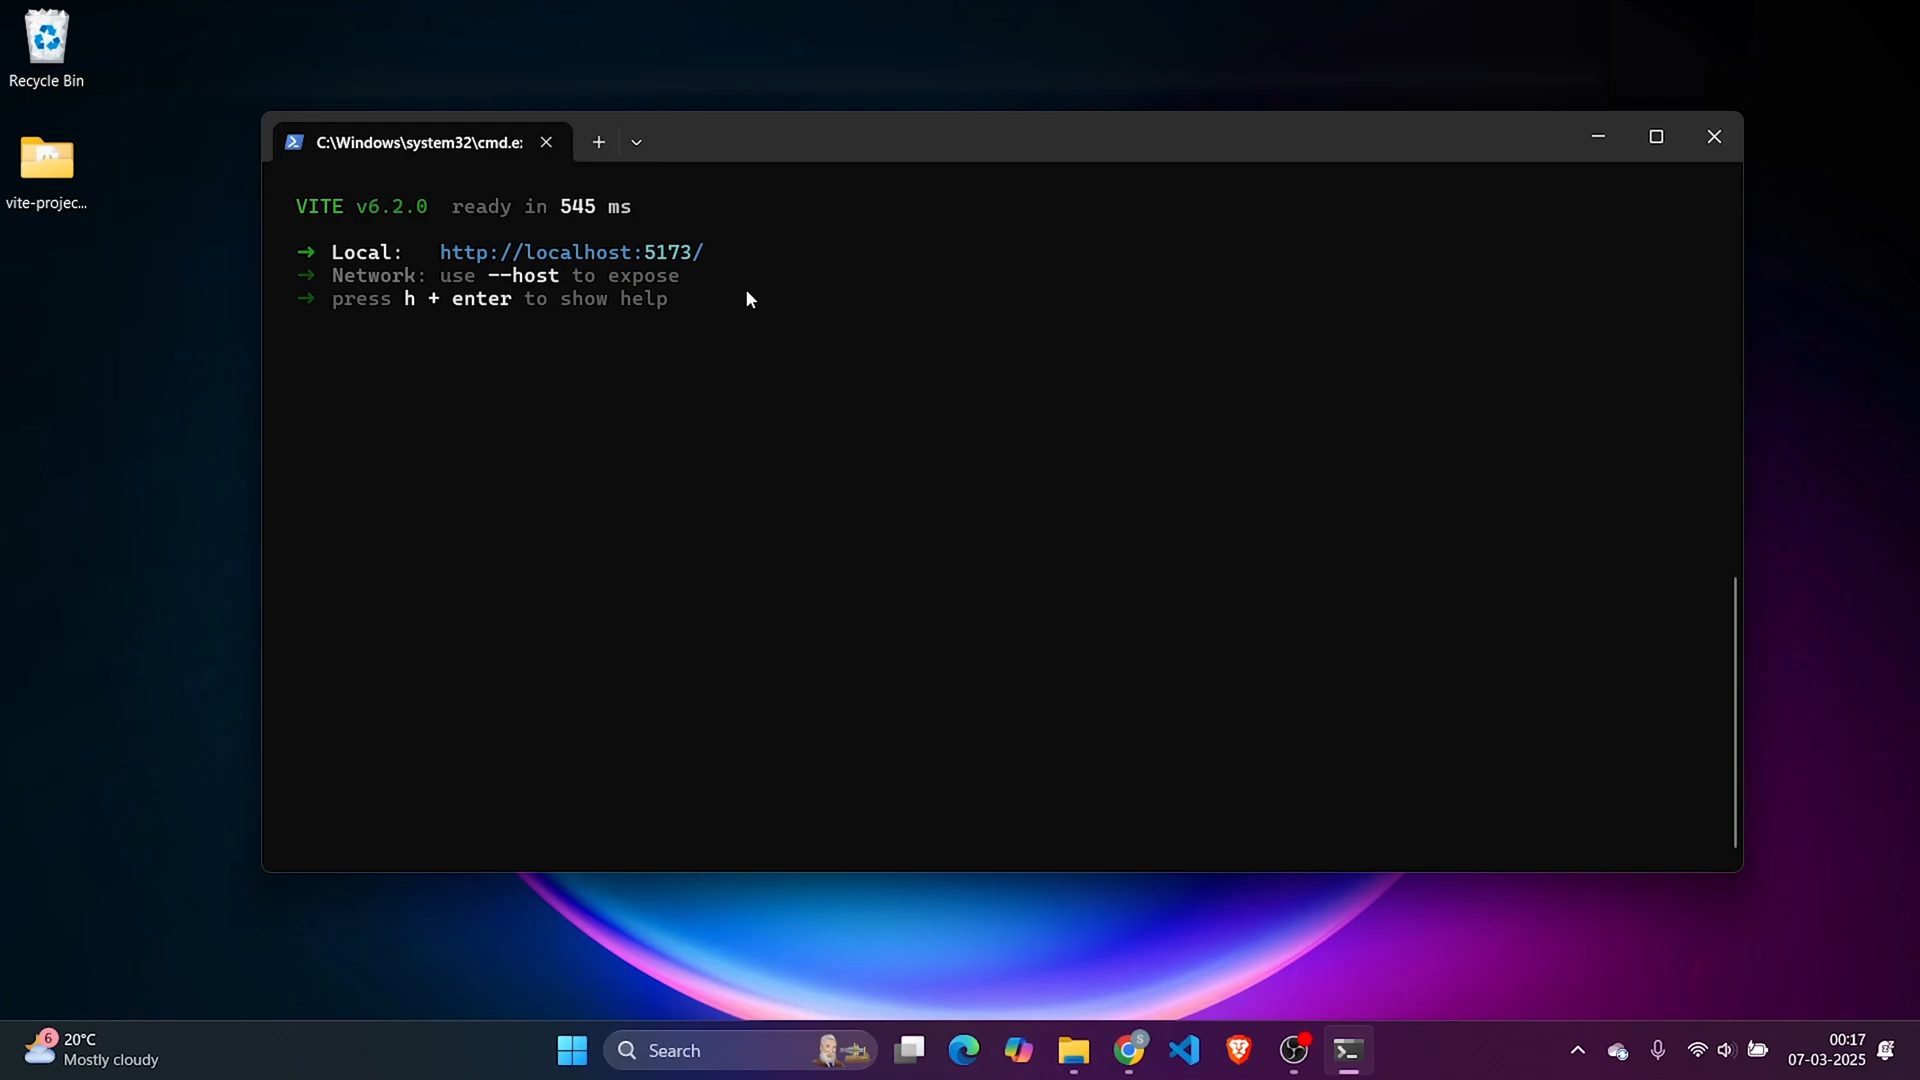 Recycle Bin
vite-projec...
C:\Windows\system32\cmd.e:
VITE v6.2.0 ready in 545 ms
➜ Local: http://localhost:5173/
➜ Network: use --host to expose
➜ press h + enter to show help
6
20°C
Mostly cloudy
Search
S
00:17
07-03-2025